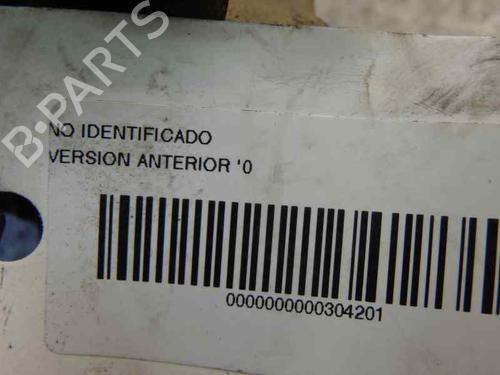 B-PARTS
NO IDENTIFICADO
VERSION ANTERIOR '0
0000000000304201